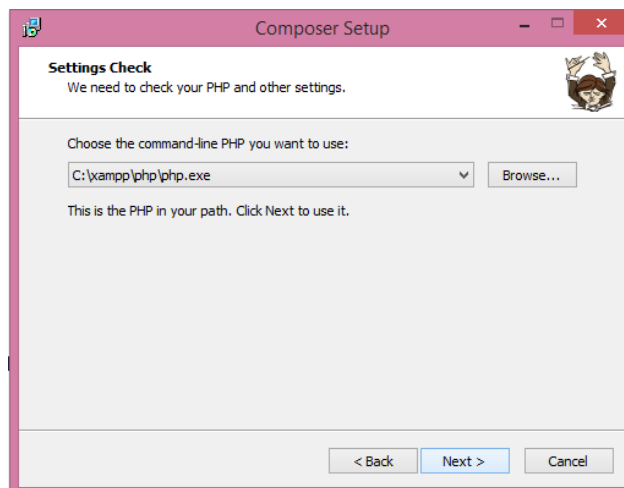 Composer Setup
Settings Check
We need to check your PHP and other settings.
Choose the command-line PHP you want to use:
C:\xampp\php\php.exe
Browse...
This is the PHP in your path. Click Next to use it.
< Back
Next >
Cancel